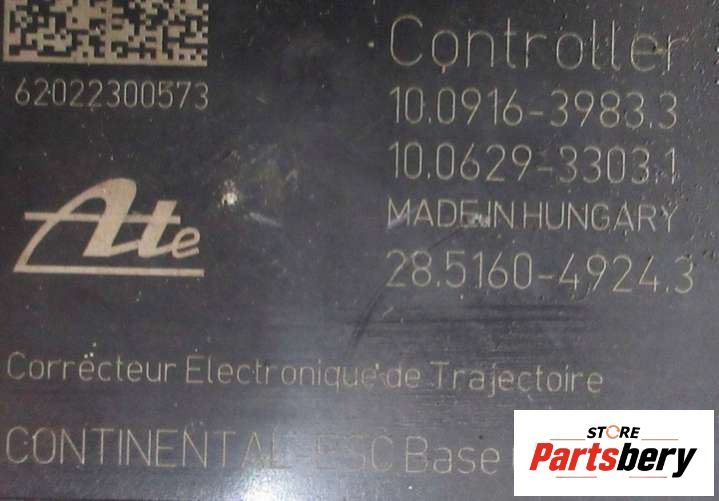 Controller
62022300573
10.0916-3983.3
10.0629-3303.1
MADE IN HUNGARY
Ate
28.5160-4924.3
Correcteur Electronique de Trajectoire
CONTINENTAL-ESC Base
STORE
Partsbery